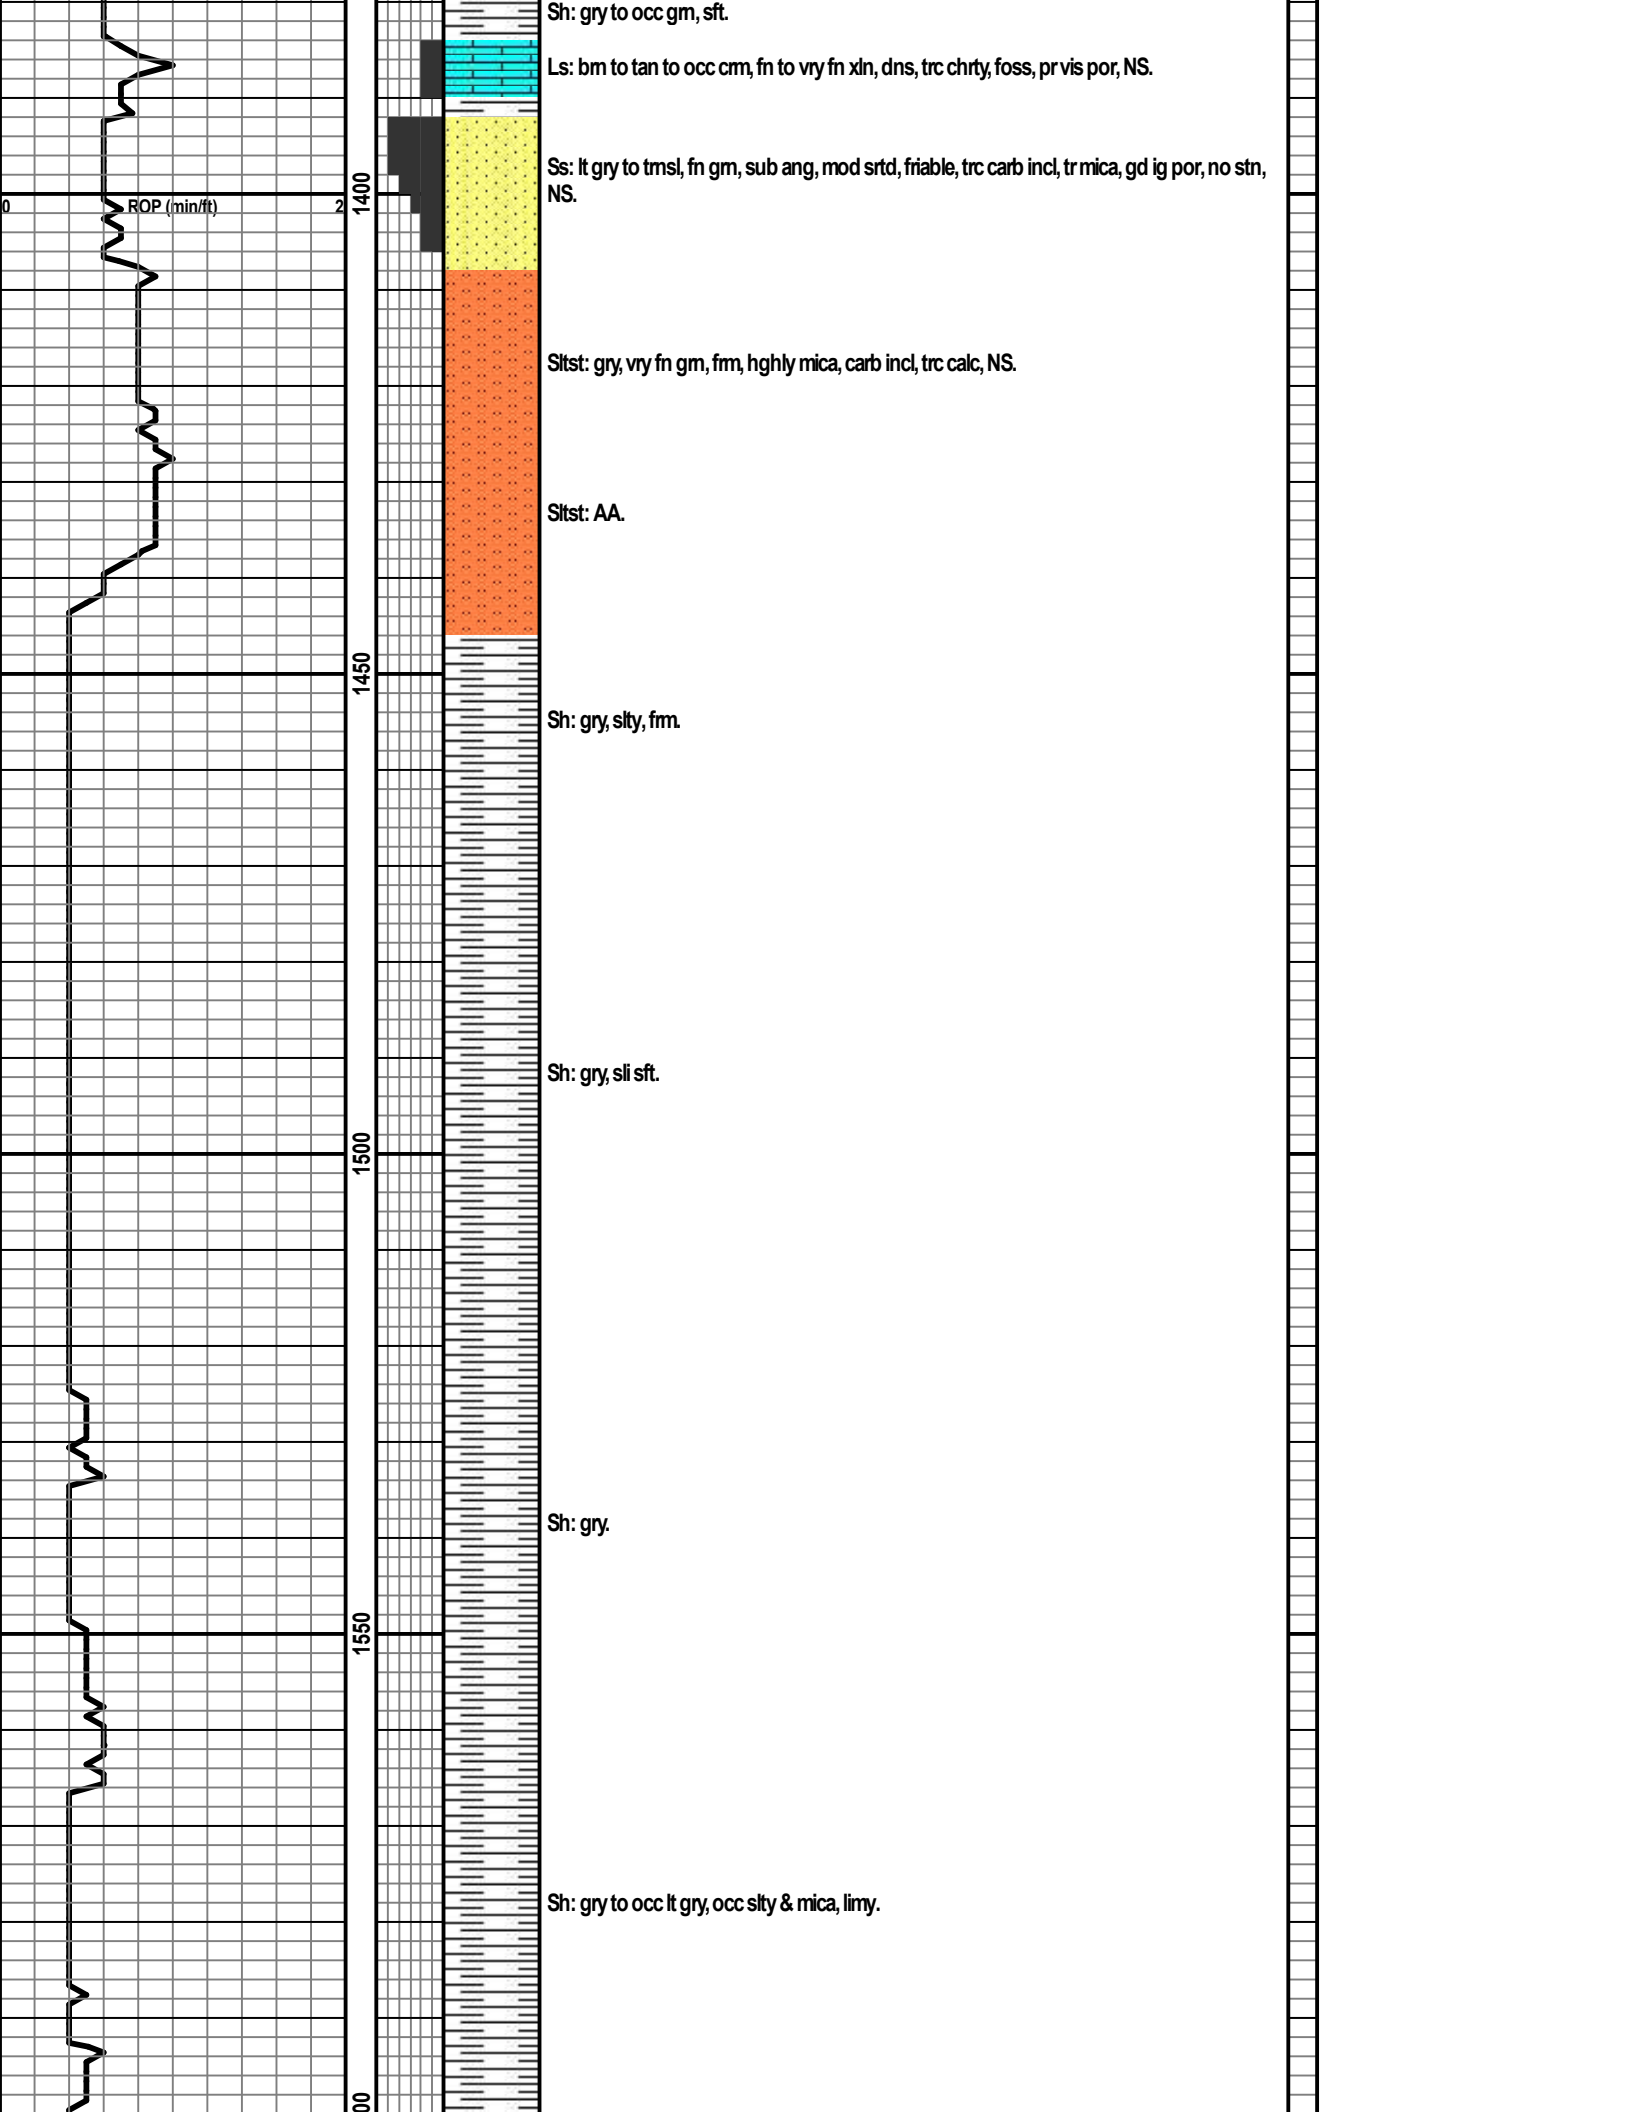 Sh: gry to occ grn, sft.
Ls: brn to tan to occ crm, fn to vry fn xln, dns, trc chrty, foss, pr vis por, NS.
Ss: lt gry to trnsl, fn grn, sub ang, mod srtd, friable, trc carb incl, tr mica, gd ig por, no stn,
NS.
1400
0 ROP (min/ft) 2
Sltst: gry, vry fn grn, frm, hghly mica, carb incl, trc calc, NS.
Sltst: AA.
1450
Sh: gry, slty, frm.
Sh: gry, sli sft.
1500
Sh: gry.
1550
Sh: gry to occ lt gry, occ slty & mica, limy.
00